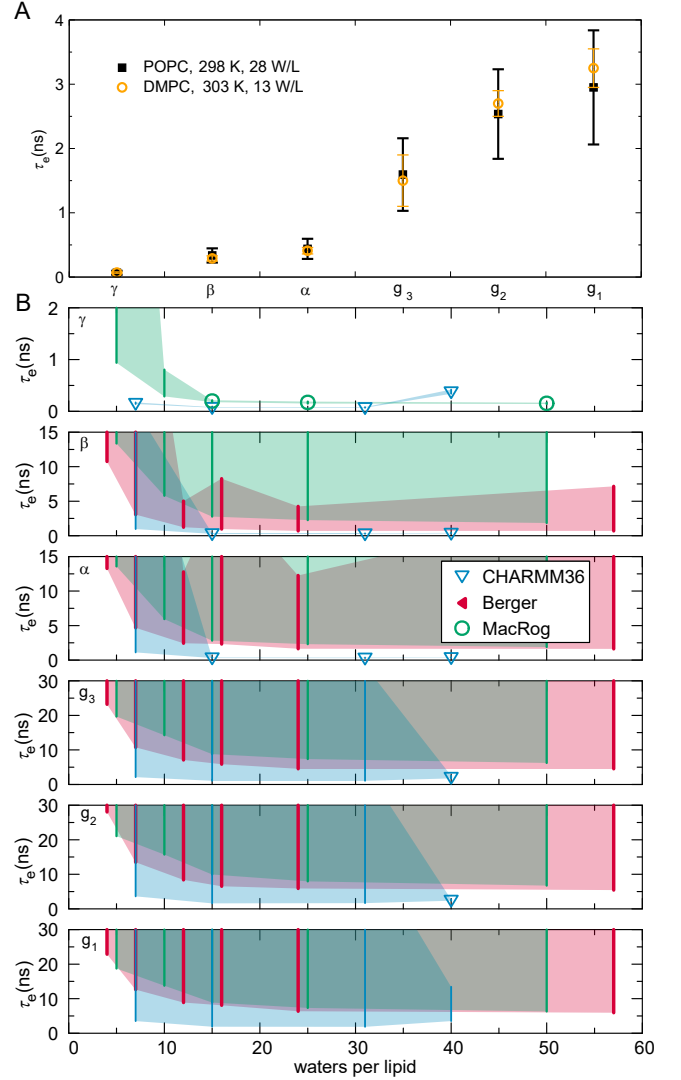 A
4
3
2
1
0
τe(ns)
POPC, 298 K, 28 W/L
DMPC, 303 K, 13 W/L
γ
β
α
g3
g2
g1
B
γ
2
1
0
τe(ns)
β
15
10
5
0
τe(ns)
α
15
10
5
0
τe(ns)
CHARMM36
Berger
MacRog
g3
30
20
10
0
τe(ns)
g2
30
20
10
0
τe(ns)
g1
30
20
10
0
τe(ns)
0 10 20 30 40 50 60
waters per lipid